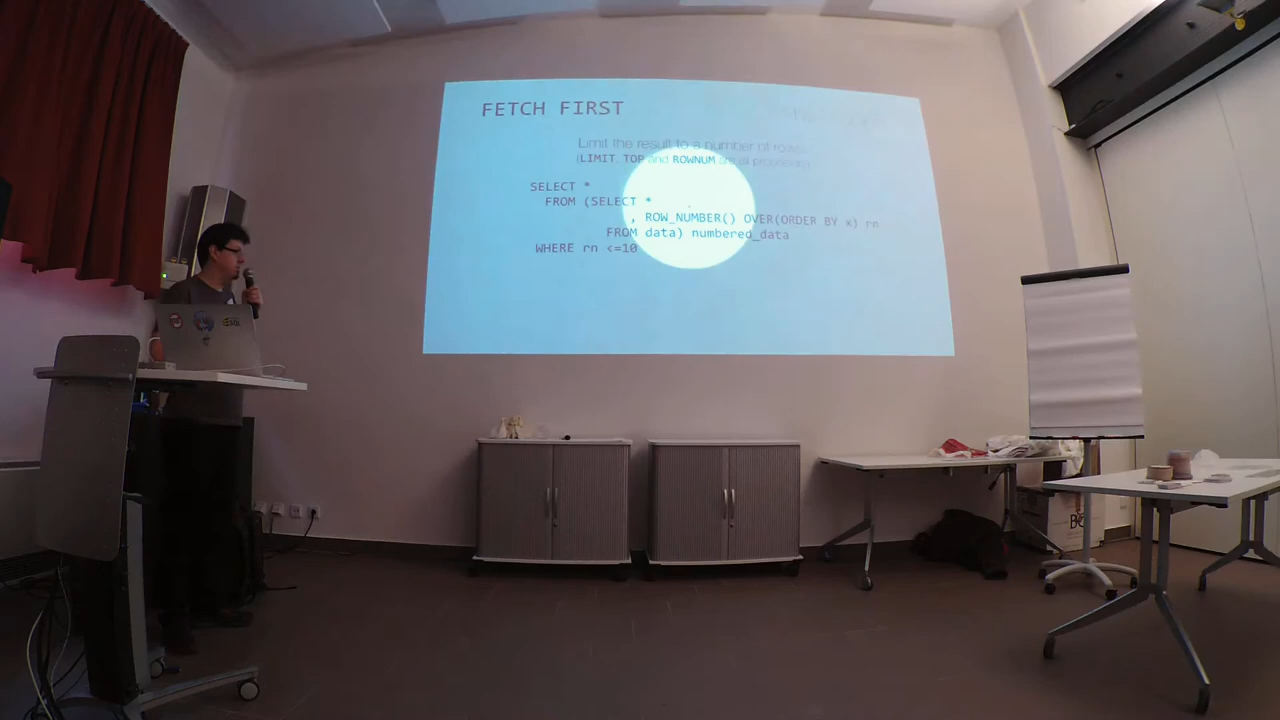 FETCH FIRST
Limit the result to a number of rows
(LIMIT, TOP and ROWNUM are all proprietary)
SELECT *
FROM (SELECT *
, ROW_NUMBER() OVER(ORDER BY x) rn
FROM data) numbered_data
WHERE rn <=10